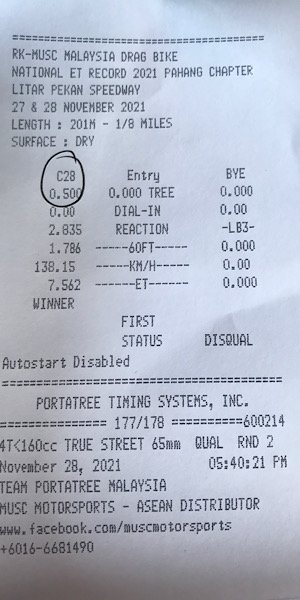 ========================================
RK-MUSC MALAYSIA DRAG BIKE
NATIONAL ET RECORD 2021 PAHANG CHAPTER
LITAR PEKAN SPEEDWAY
27 & 28 NOVEMBER 2021
LENGTH : 201M - 1/8 MILES
SURFACE : DRY
C28 Entry BYE
0.500 0.000 TREE 0.000
0.00 DIAL-IN 0.00
2.835 REACTION -LB3-
1.786 ------60FT----- 0.000
138.15 -----KM/H------ 0.00
7.562 ------ET------- 0.000
WINNER
FIRST
STATUS DISQUAL
Autostart Disabled
========================================
PORTATREE TIMING SYSTEMS, INC.
=============== 177/178 ==========600214
4T<160cc TRUE STREET 65mm QUAL RND 2
November 28, 2021 05:40:21 PM
TEAM PORTATREE MALAYSIA
MUSC MOTORSPORTS - ASEAN DISTRIBUTOR
www.facebook.com/muscmotorsports
+6016-6681490